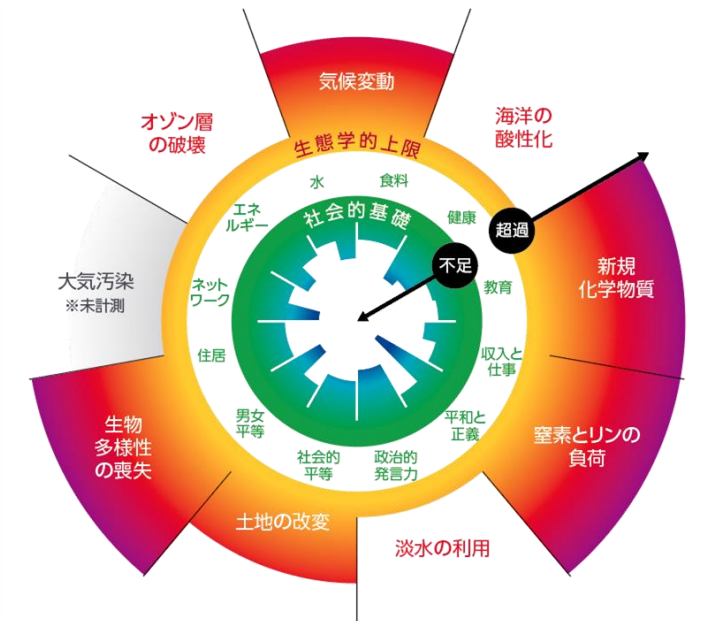 気候変動
海洋の
酸性化
オゾン層
の破壊
生態学的上限
水
食料
エネ
ルギー
社会的基礎
健康
超過
不足
新規
化学物質
大気汚染
※未計測
ネット
ワーク
教育
住居
収入と
仕事
生物
多様性
の喪失
男女
平等
平和と
正義
窒素とリンの
負荷
社会的
平等
政治的
発言力
土地の改変
淡水の利用